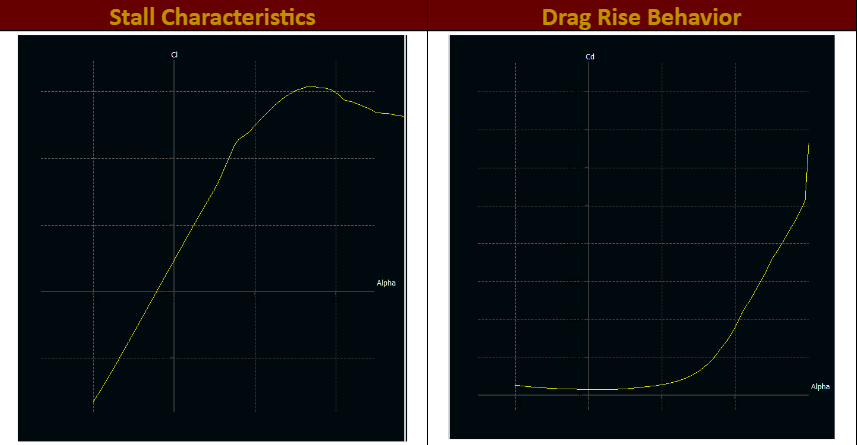 Stall Characteristics
Drag Rise Behavior
Cl
Alpha
Cd
Alpha